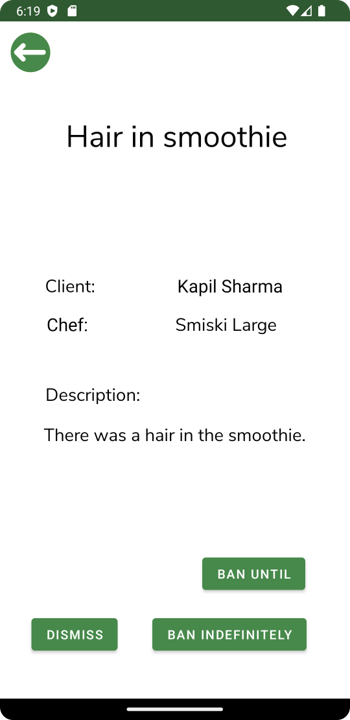 6:19
Hair in smoothie
Client: Kapil Sharma
Chef: Smiski Large
Description:
There was a hair in the smoothie.
BAN UNTIL
DISMISS BAN INDEFINITELY